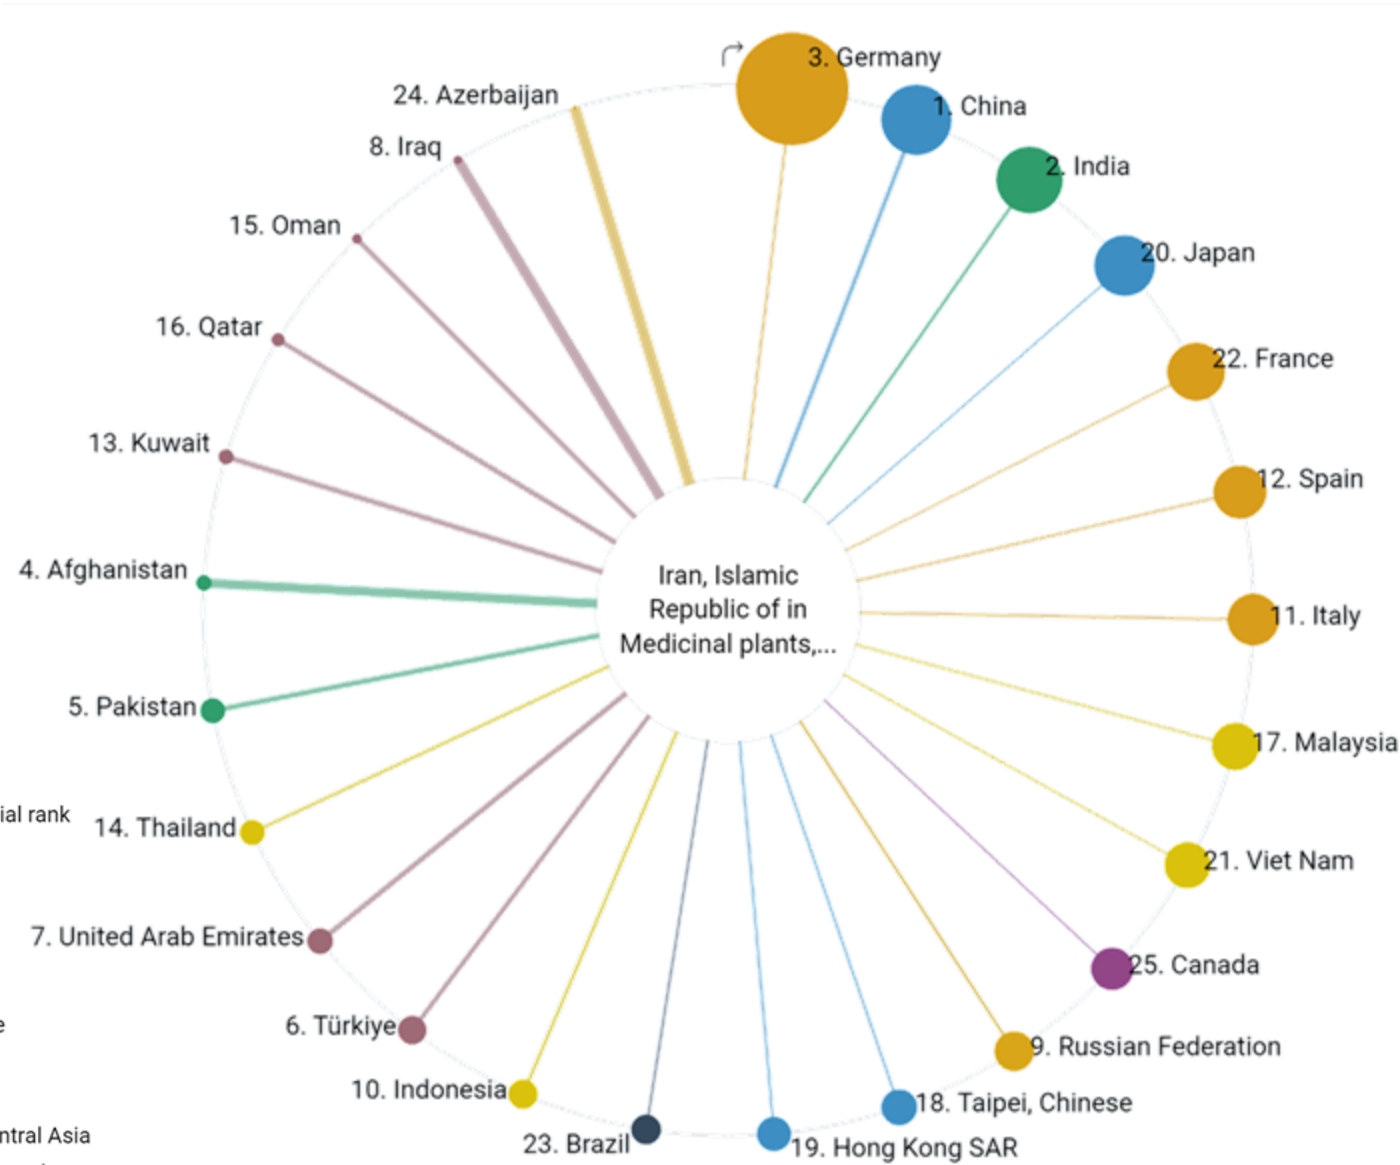 3. Germany
1. China
2. India
20. Japan
22. France
12. Spain
11. Italy
17. Malaysia
21. Viet Nam
25. Canada
9. Russian Federation
18. Taipei, Chinese
19. Hong Kong SAR
23. Brazil
10. Indonesia
6. Türkiye
7. United Arab Emirates
14. Thailand
5. Pakistan
4. Afghanistan
13. Kuwait
16. Qatar
15. Oman
8. Iraq
24. Azerbaijan
Iran, Islamic
Republic of in
Medicinal plants,...
ial rank
e
ntral Asia